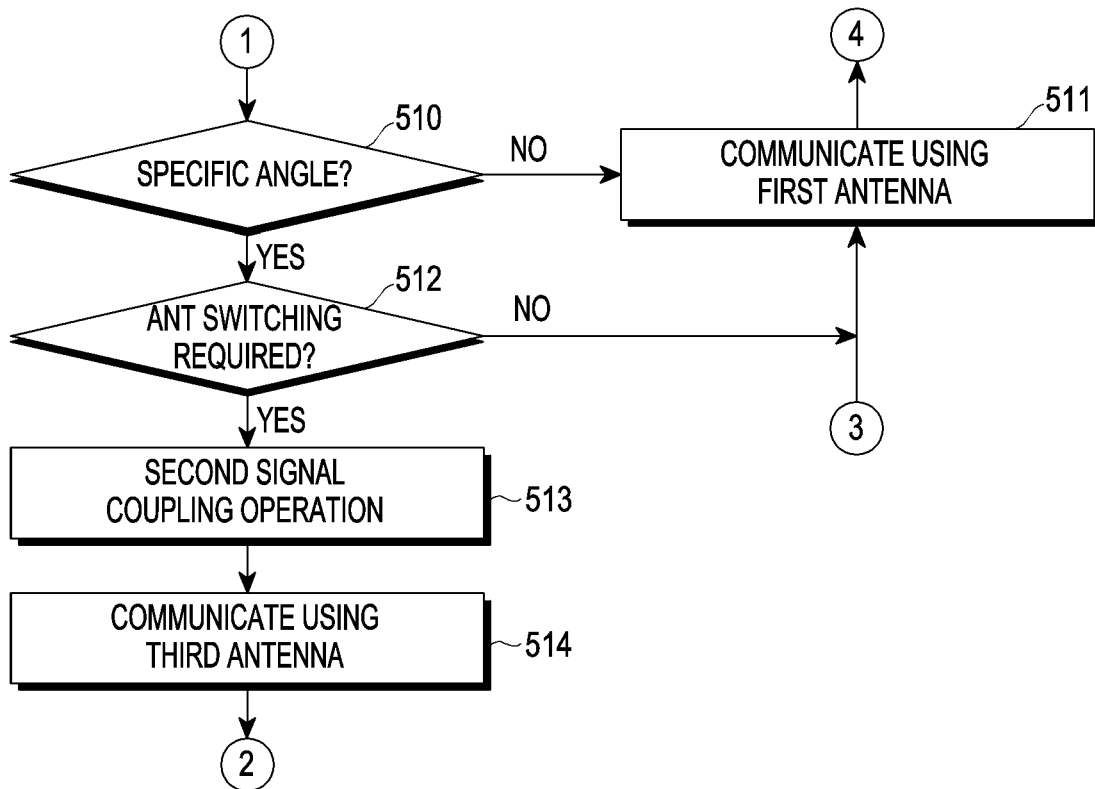 1
4
510
511
SPECIFIC ANGLE?
NO
COMMUNICATE USING
FIRST ANTENNA
YES
512
ANT SWITCHING
REQUIRED?
NO
YES
3
SECOND SIGNAL
COUPLING OPERATION
513
COMMUNICATE USING
THIRD ANTENNA
514
2